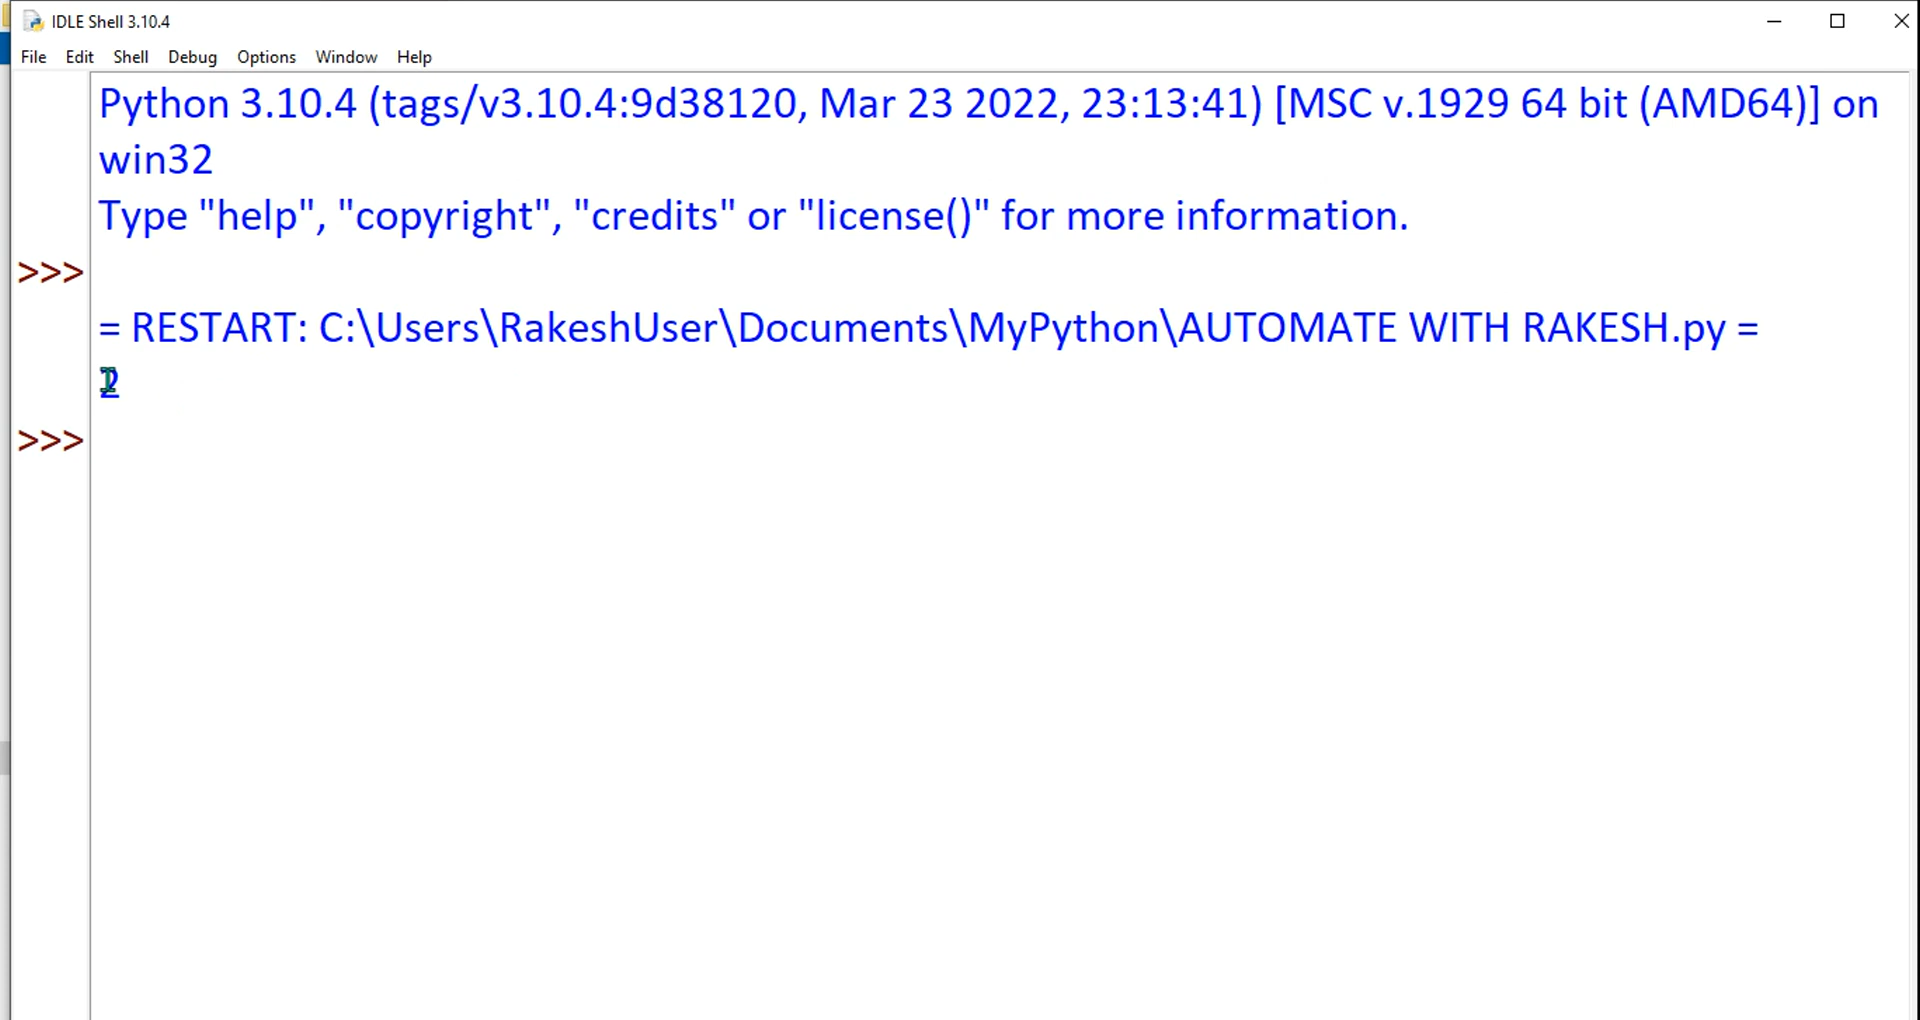 IDLE Shell 3.10.4
File Edit Shell Debug Options Window Help
Python 3.10.4 (tags/v3.10.4:9d38120, Mar 23 2022, 23:13:41) [MSC v.1929 64 bit (AMD64)] on
win32
Type "help", "copyright", "credits" or "license()" for more information.
>>>
= RESTART: C:\Users\RakeshUser\Documents\MyPython\AUTOMATE WITH RAKESH.py =
2
>>>